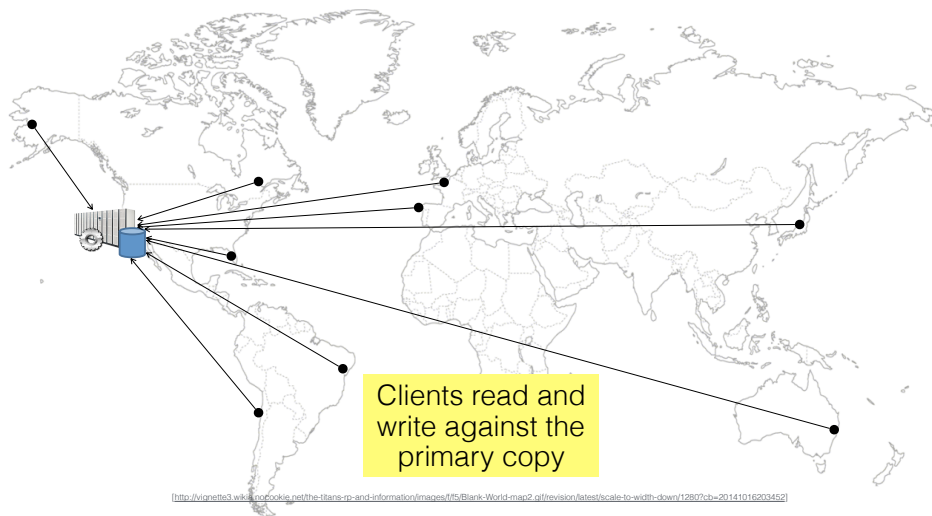 Clients read and
write against the
primary copy
[http://vignette3.wikia.nocookie.net/the-titans-rp-and-information/images/f/f5/Blank-World-map2.gif/revision/latest/scale-to-width-down/1280?cb=20141016203452]